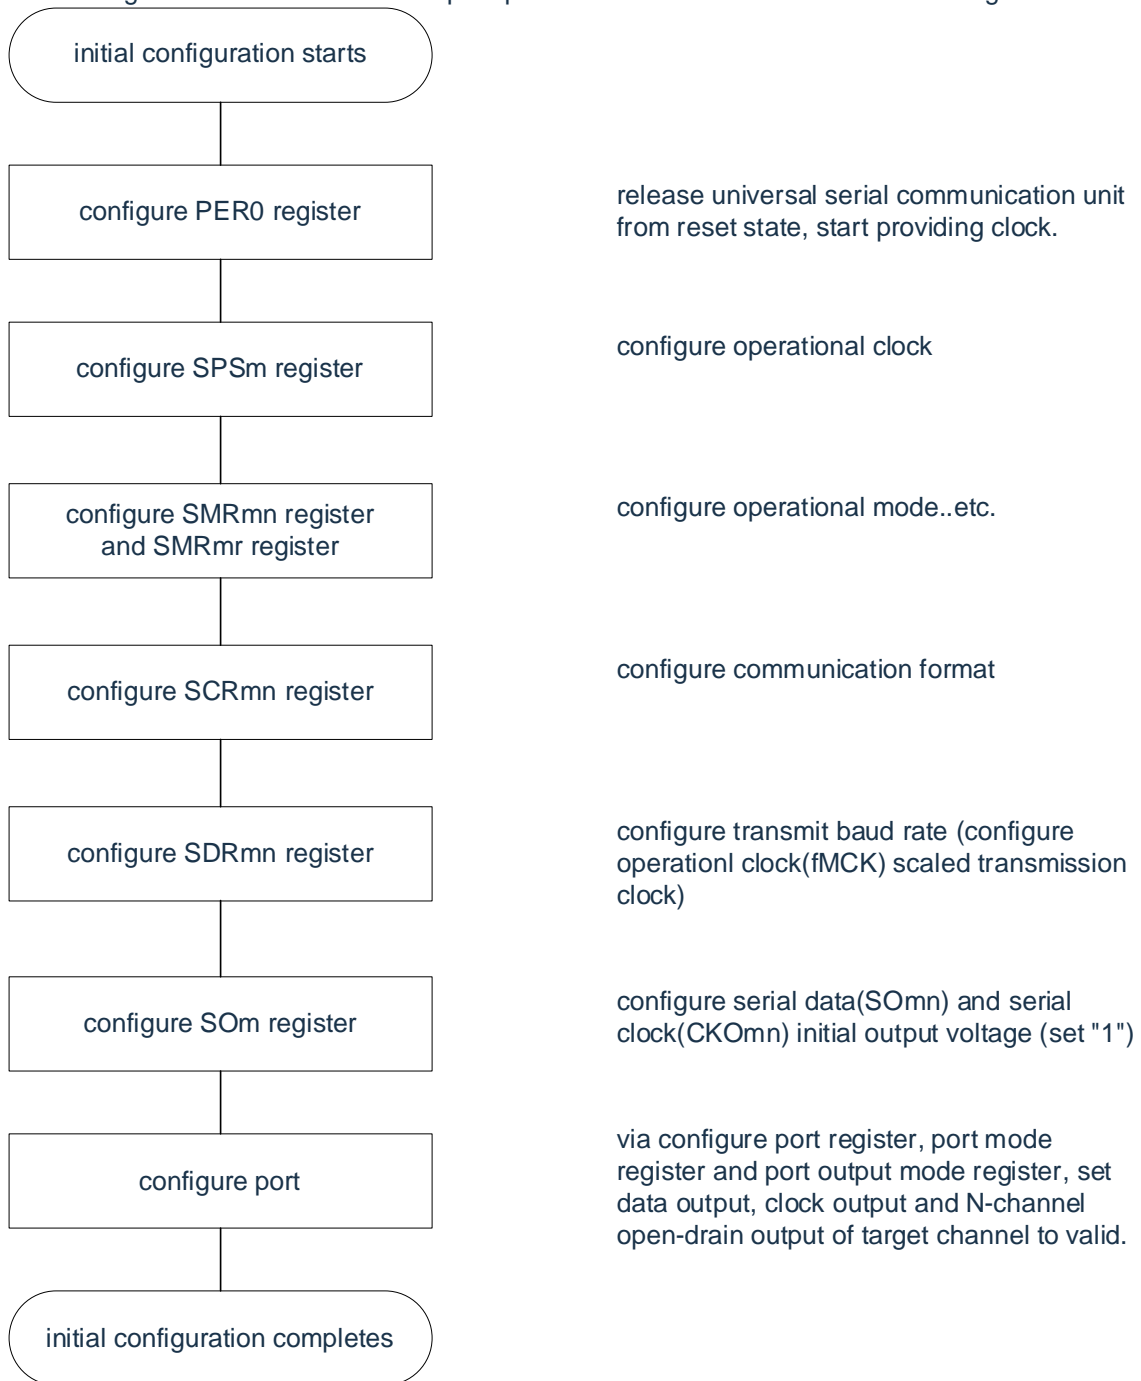 initial configuration starts
configure PER0 register
release universal serial communication unit
from reset state, start providing clock.
configure SPSm register
configure operational clock
configure SMRmn register
and SMRmr register
configure operational mode..etc.
configure SCRmn register
configure communication format
configure SDRmn register
configure transmit baud rate (configure
operationl clock(fMCK) scaled transmission
clock)
configure SOm register
configure serial data(SOmn) and serial
clock(CKOmn) initial output voltage (set "1")
configure port
via configure port register, port mode
register and port output mode register, set
data output, clock output and N-channel
open-drain output of target channel to valid.
initial configuration completes